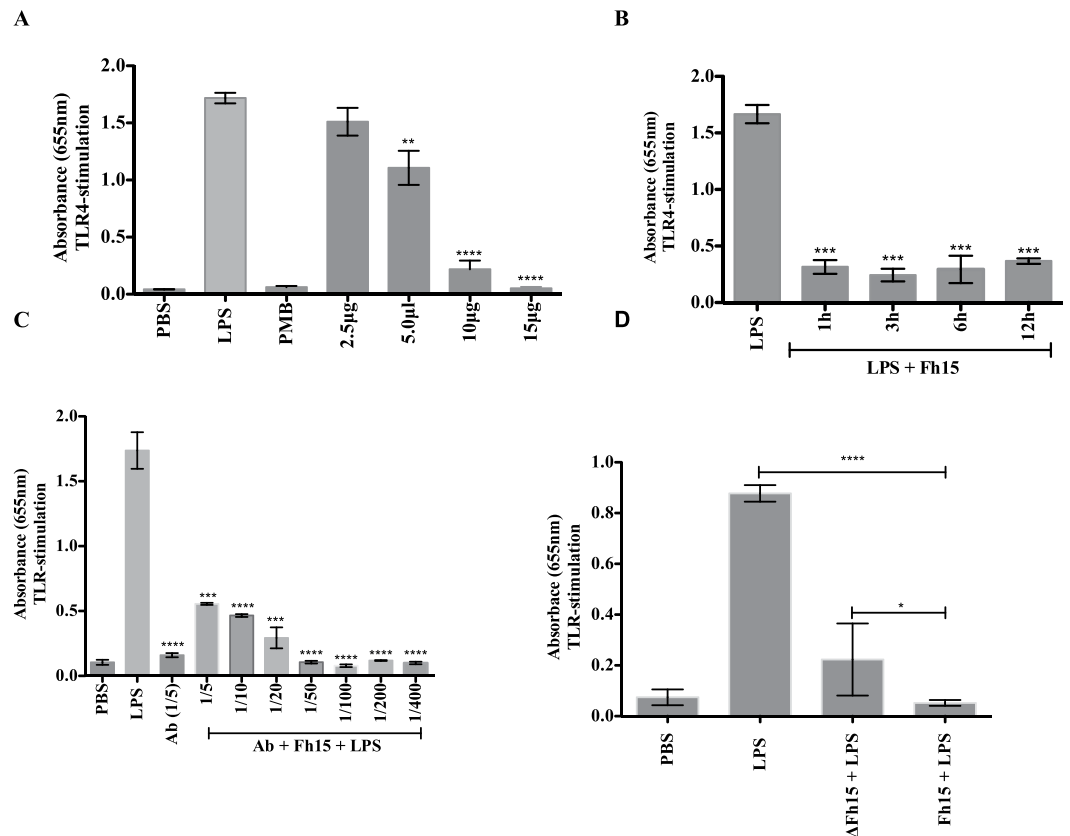 A
Absorbance (655nm)
TLR4-stimulation
2.0
1.5
1.0
0.5
0.0
**
****
****
PBS
LPS
PMB
2.5µg
5.0µl
10µg
15µg
B
Absorbance (655nm)
TLR4-stimulation
2.0
1.5
1.0
0.5
0.0
***
***
***
***
LPS
1h
3h
6h
12h
LPS + Fh15
C
Absorbance (655nm)
TLR-stimulation
2.0
1.5
1.0
0.5
0.0
****
***
****
***
****
****
****
****
PBS
LPS
Ab (1/5)
1/5
1/10
1/20
1/50
1/100
1/200
1/400
Ab + Fh15 + LPS
D
Absorbace (655nm)
TLR-stimulation
1.0
0.8
0.6
0.4
0.2
0.0
****
*
PBS
LPS
ΔFh15 + LPS
Fh15 + LPS